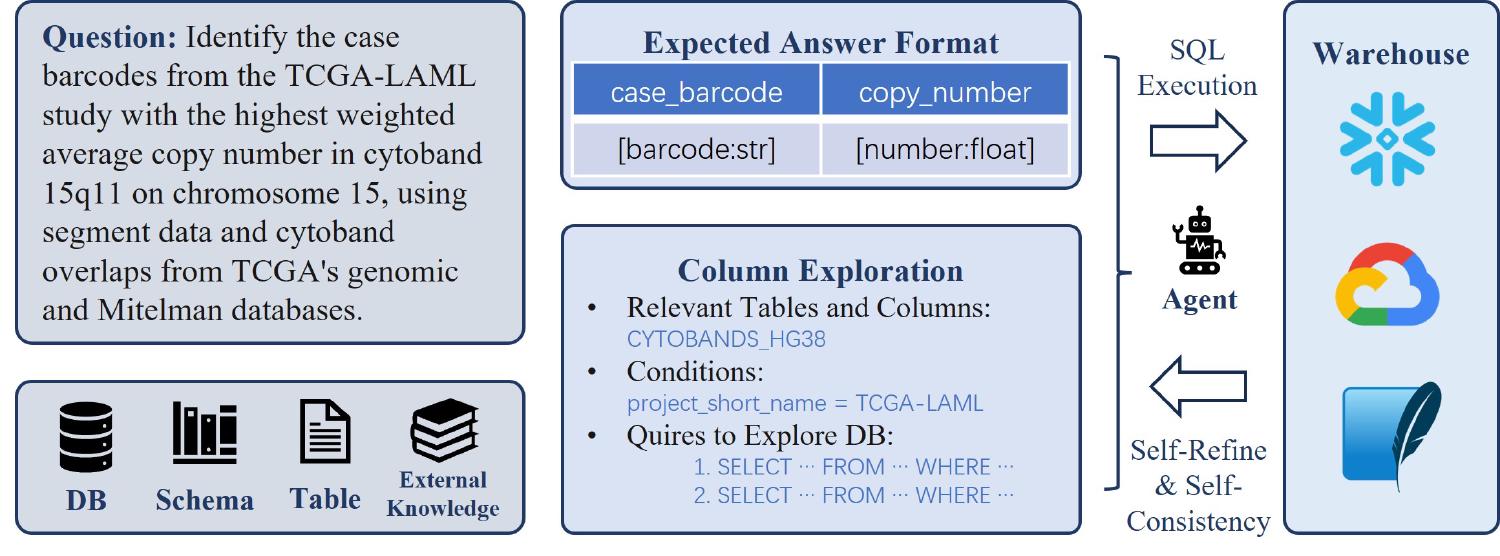 Question: Identify the case
barcodes from the TCGA-LAML
study with the highest weighted
average copy number in cytoband
15q11 on chromosome 15, using
segment data and cytoband
overlaps from TCGA's genomic
and Mitelman databases.
DB
Schema
Table
External
Knowledge
Expected Answer Format
case_barcode copy_number
[barcode:str] [number:float]
Column Exploration
• Relevant Tables and Columns:
CYTOBANDS_HG38
• Conditions:
project_short_name = TCGA-LAML
• Quires to Explore DB:
1. SELECT ··· FROM ··· WHERE ···
2. SELECT ··· FROM ··· WHERE ···
SQL
Execution
Agent
Self-Refine
& Self-
Consistency
Warehouse